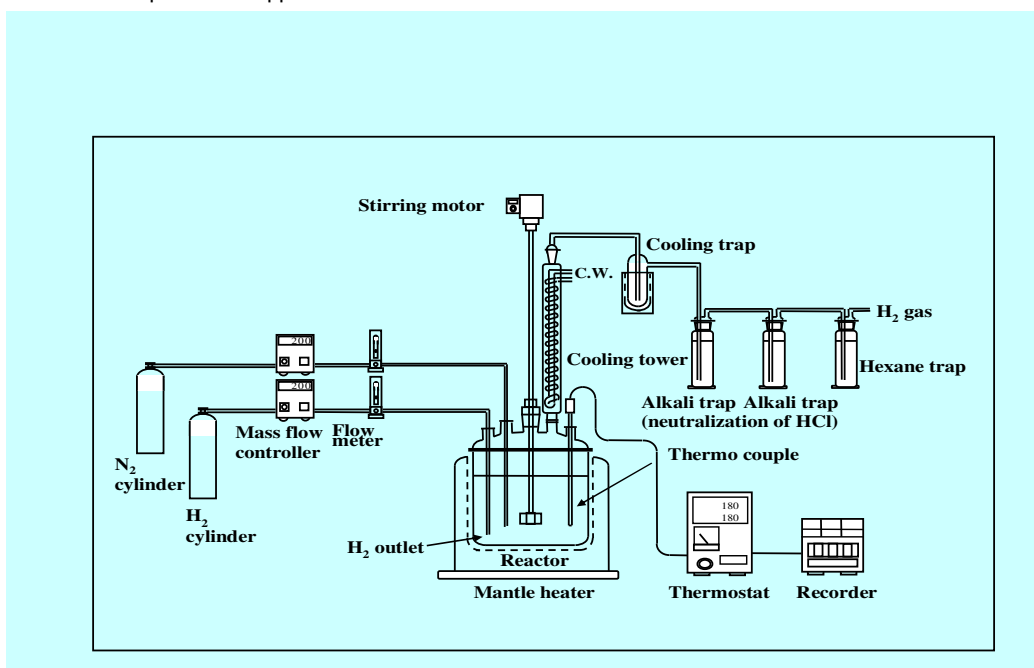 Stirring motor
Cooling trap
C.W.
H₂ gas
200
Cooling tower
Hexane trap
200
Alkali trap Alkali trap
(neutralization of HCl)
Mass flow
controller
Flow
meter
Thermo couple
N₂
cylinder
H₂
cylinder
180
180
H₂ outlet
Reactor
Mantle heater
Thermostat
Recorder